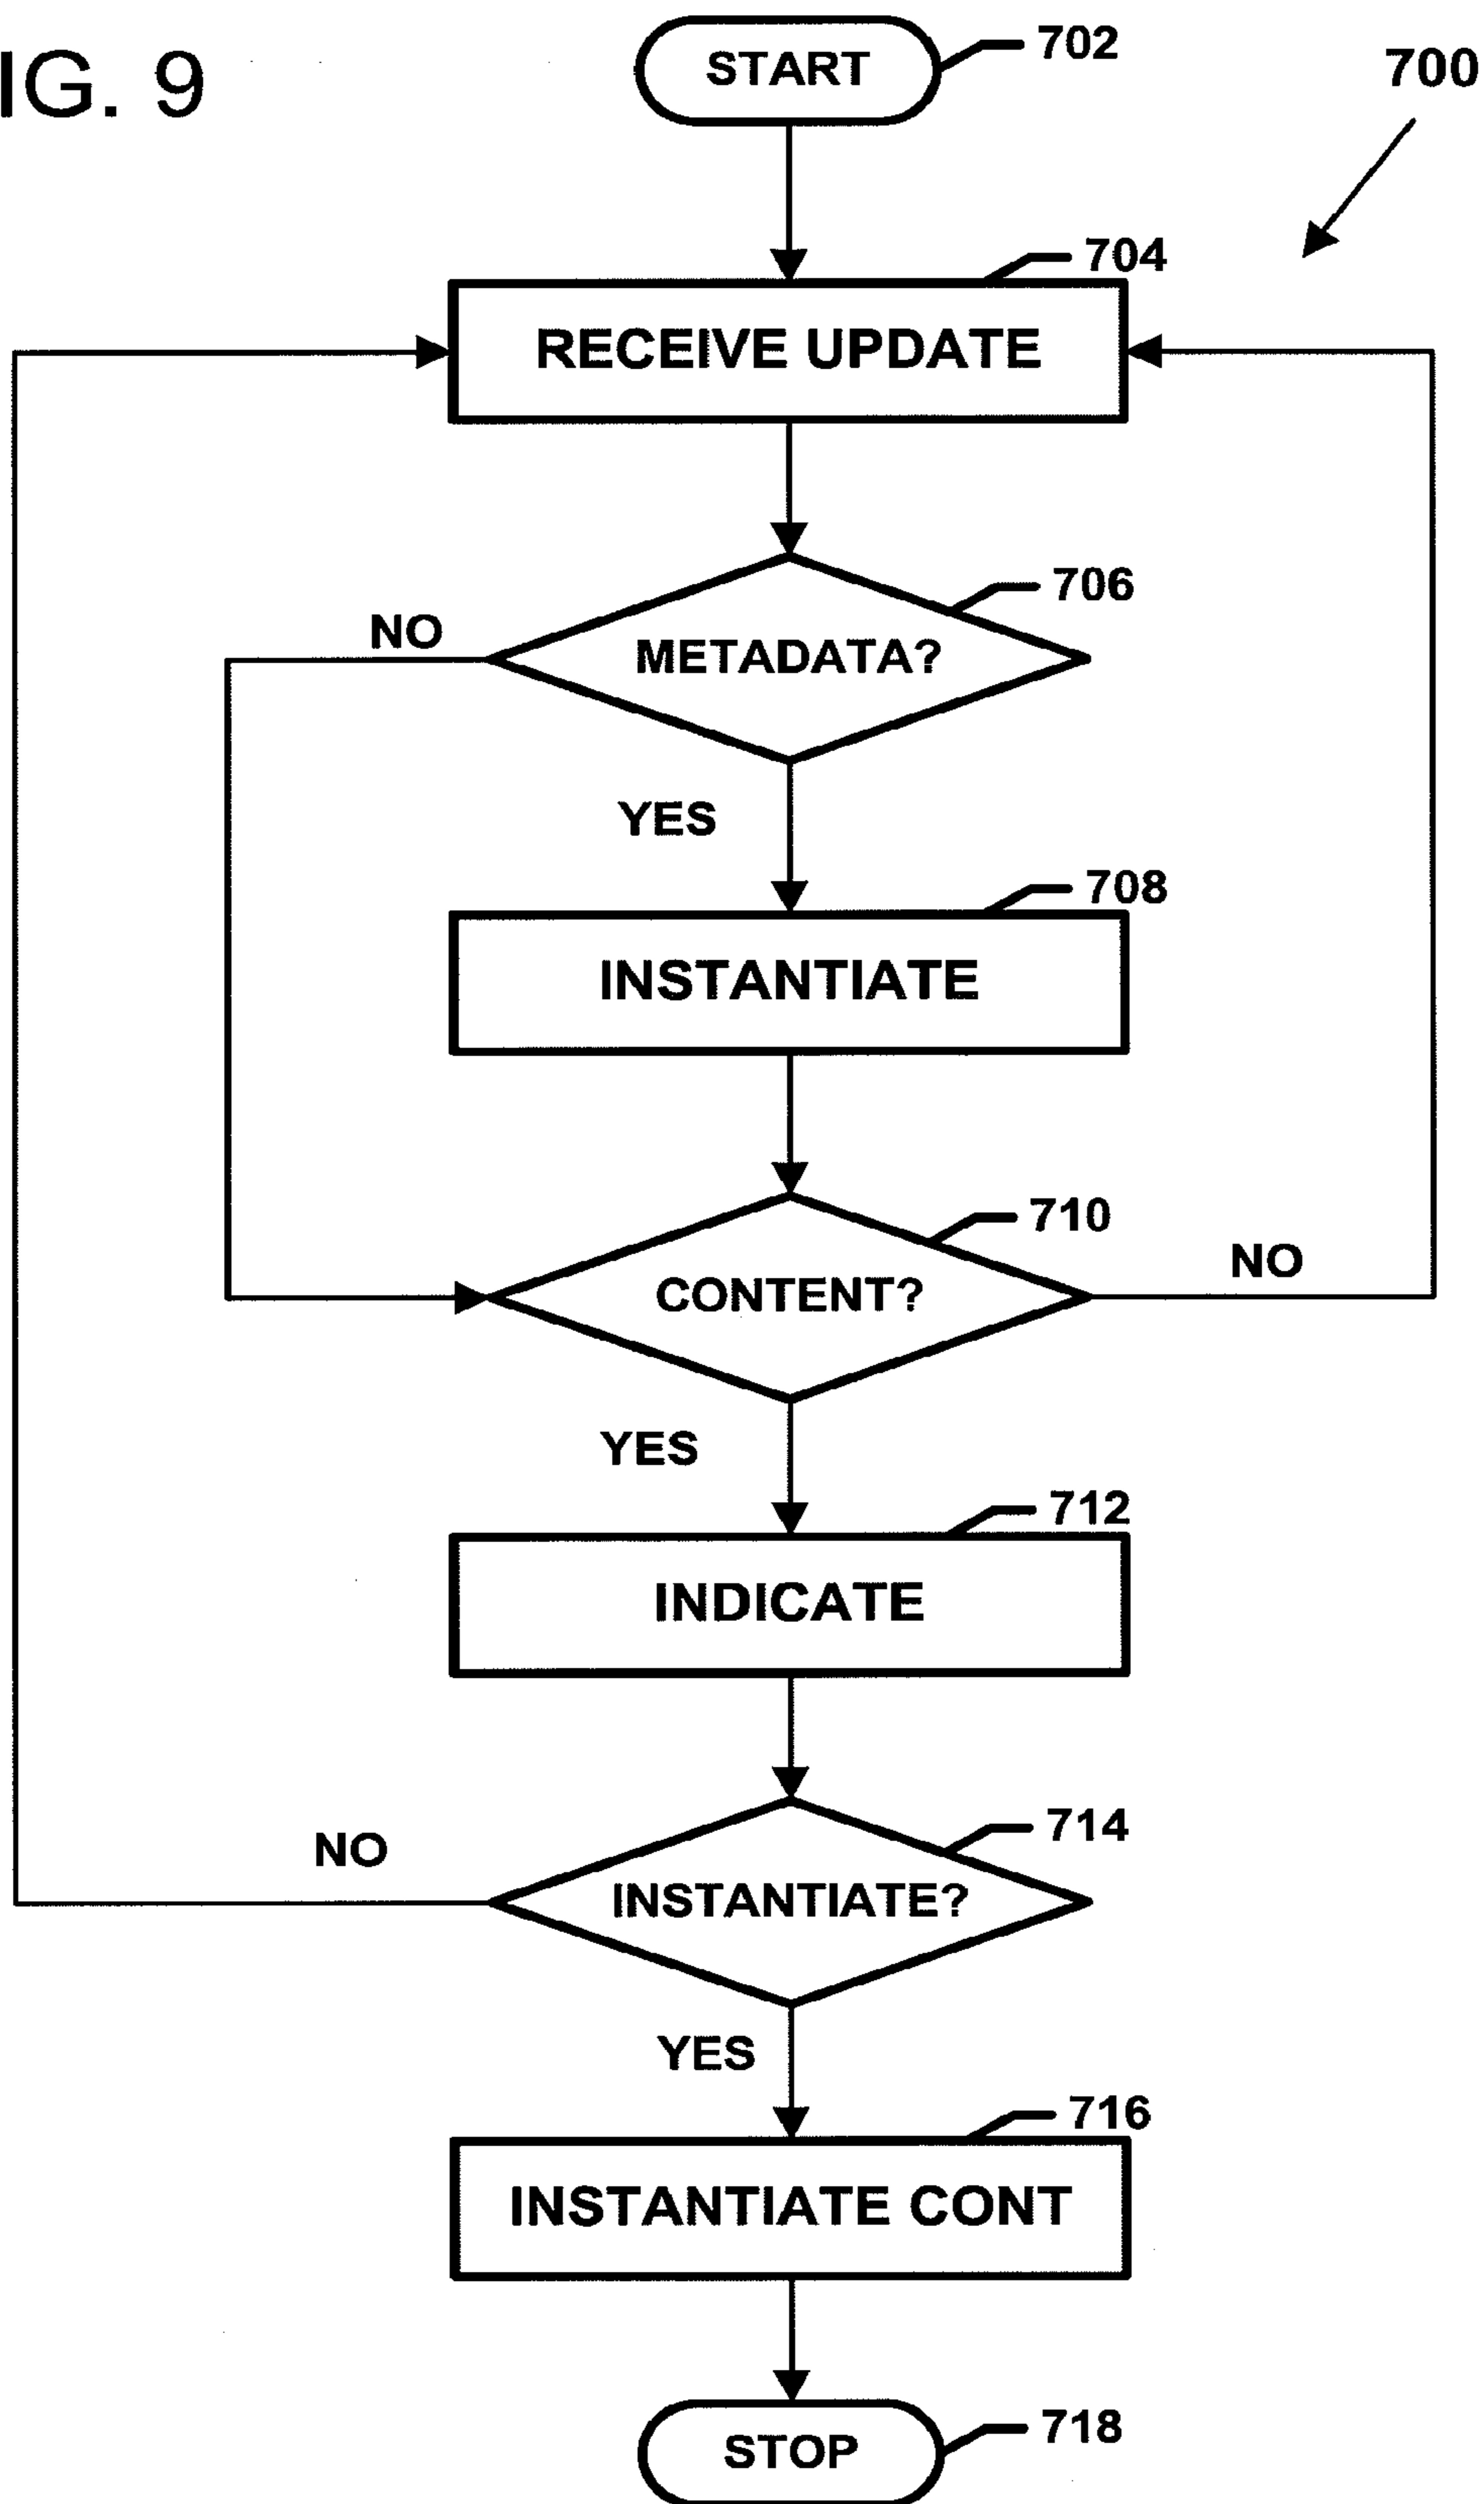 IG. 9
START
702
700
704
RECEIVE UPDATE
706
NO
METADATA?
YES
708
INSTANTIATE
710
CONTENT?
NO
YES
712
INDICATE
714
NO
INSTANTIATE?
YES
716
INSTANTIATE CONT
STOP
718